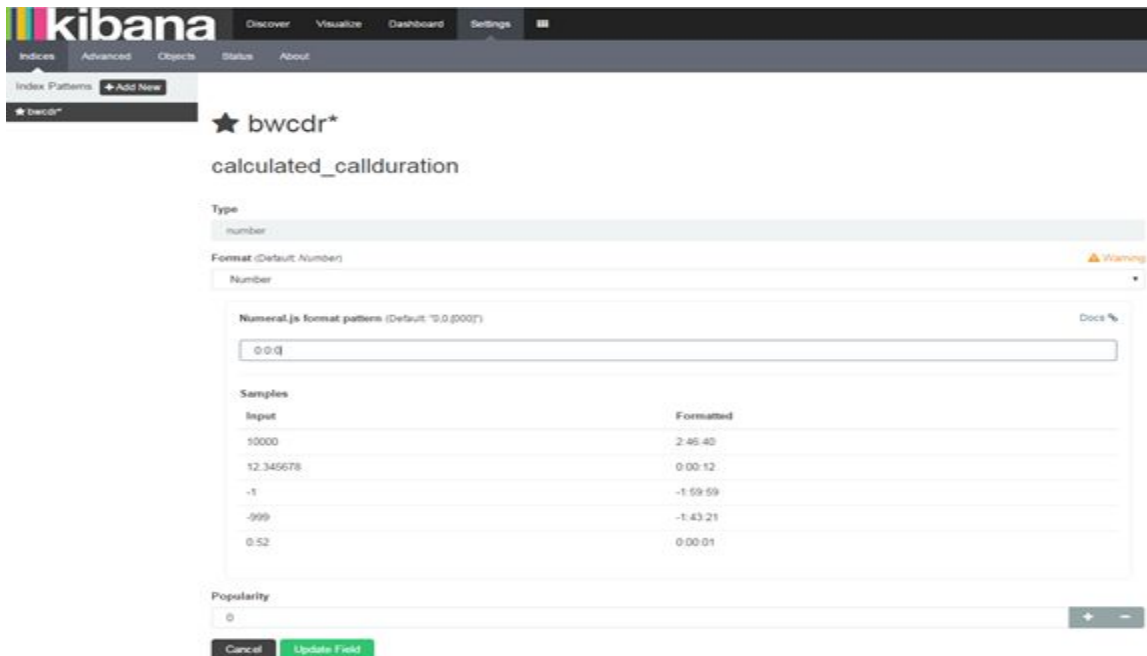 kibana
Discover Visualize Dashboard Settings
Indices Advanced Objects Status About
Index Patterns + Add New
★ bwcdr*
★ bwcdr*
calculated_callduration
Type
number
Format (Default: Number) Warning
Number
Numeral.js format pattern (Default: "0,0.[000]") Docs
0:0:0
Samples
Input Formatted
10000 2:46:40
12.345678 0:00:12
-1 -1:59:59
-999 -1:43:21
0.52 0:00:01
Popularity
0 + -
Cancel Update Field